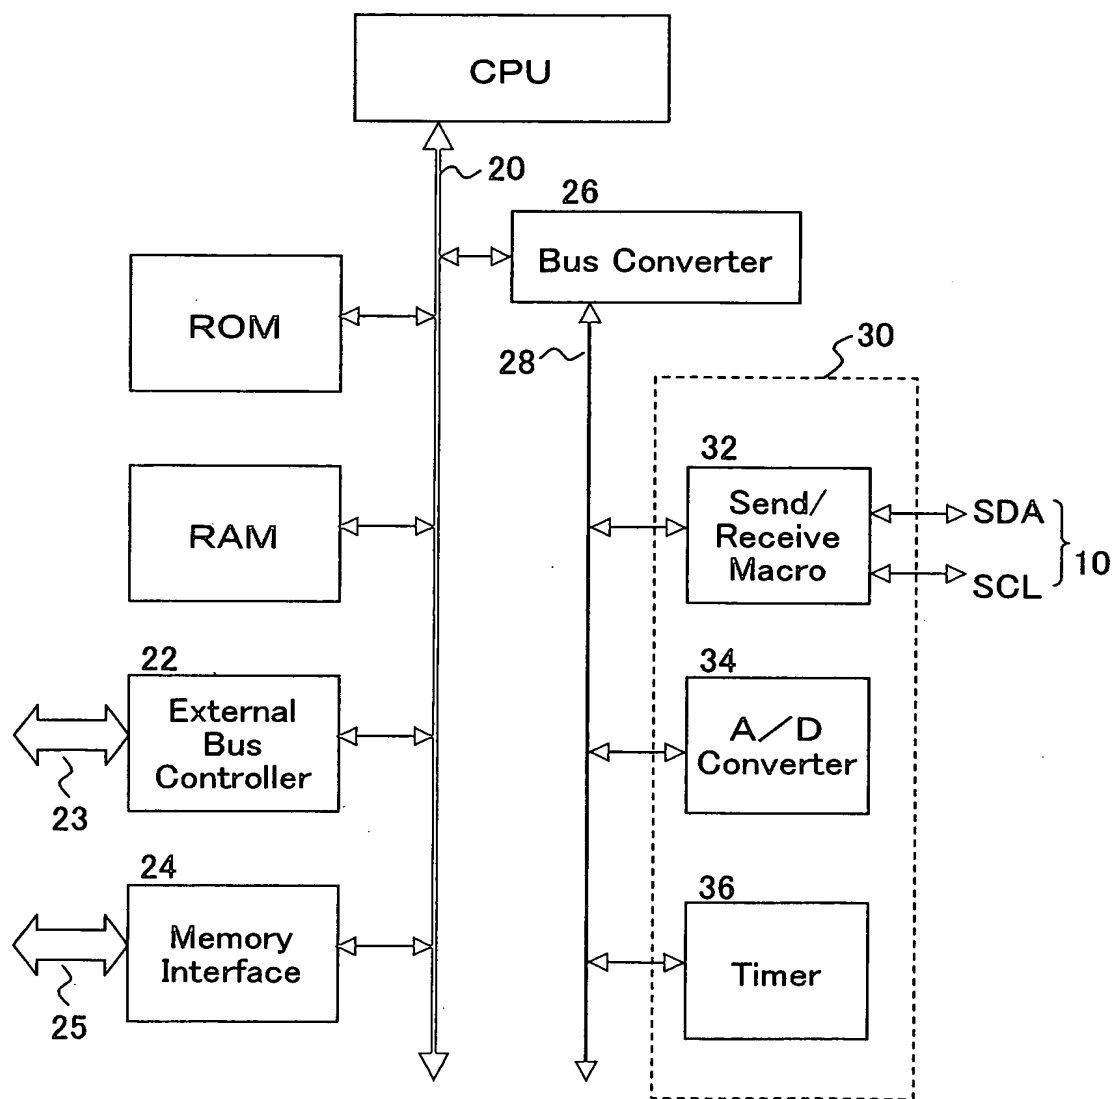 CPU
20
26
Bus Converter
ROM
28
30
32
Send/
Receive
Macro
SDA
SCL
10
RAM
22
External
Bus
Controller
23
34
A/D
Converter
24
Memory
Interface
25
36
Timer